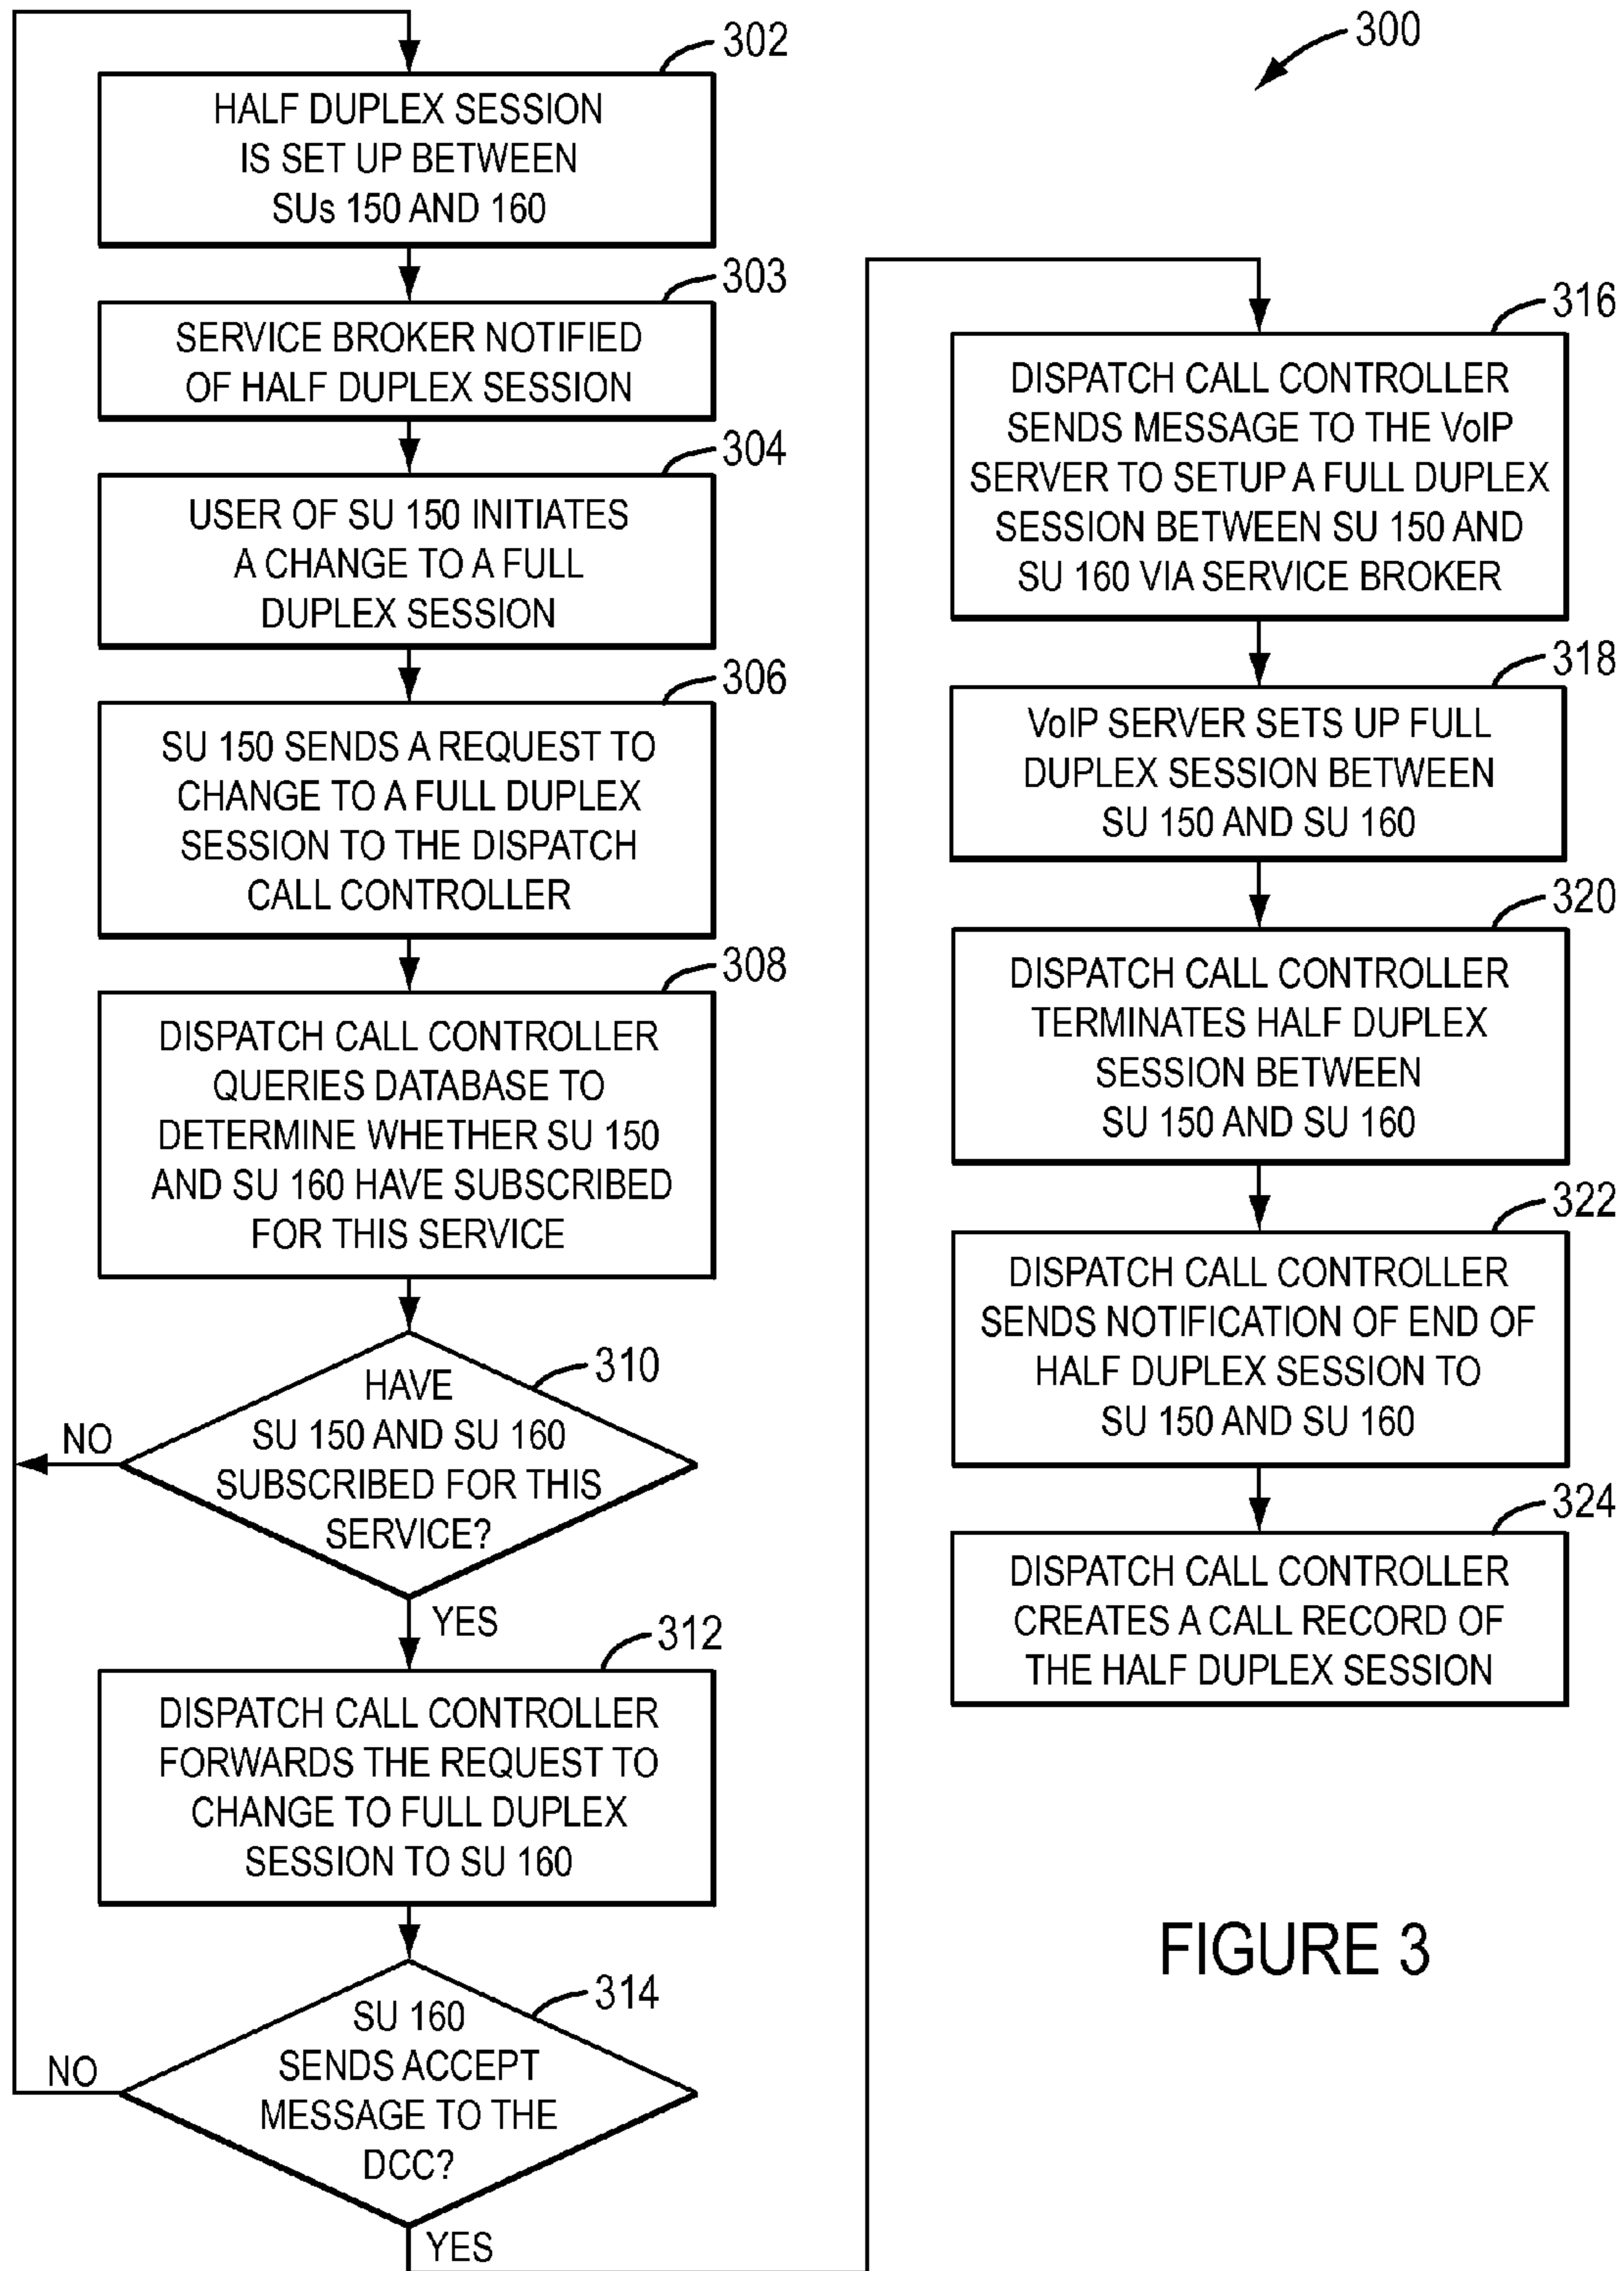 300
302
HALF DUPLEX SESSION
IS SET UP BETWEEN
SUs 150 AND 160
303
SERVICE BROKER NOTIFIED
OF HALF DUPLEX SESSION
304
USER OF SU 150 INITIATES
A CHANGE TO A FULL
DUPLEX SESSION
306
SU 150 SENDS A REQUEST TO
CHANGE TO A FULL DUPLEX
SESSION TO THE DISPATCH
CALL CONTROLLER
308
DISPATCH CALL CONTROLLER
QUERIES DATABASE TO
DETERMINE WHETHER SU 150
AND SU 160 HAVE SUBSCRIBED
FOR THIS SERVICE
310
HAVE
SU 150 AND SU 160
SUBSCRIBED FOR THIS
SERVICE?
NO
YES
312
DISPATCH CALL CONTROLLER
FORWARDS THE REQUEST TO
CHANGE TO FULL DUPLEX
SESSION TO SU 160
314
SU 160
SENDS ACCEPT
MESSAGE TO THE
DCC?
NO
YES
316
DISPATCH CALL CONTROLLER
SENDS MESSAGE TO THE VoIP
SERVER TO SETUP A FULL DUPLEX
SESSION BETWEEN SU 150 AND
SU 160 VIA SERVICE BROKER
318
VoIP SERVER SETS UP FULL
DUPLEX SESSION BETWEEN
SU 150 AND SU 160
320
DISPATCH CALL CONTROLLER
TERMINATES HALF DUPLEX
SESSION BETWEEN
SU 150 AND SU 160
322
DISPATCH CALL CONTROLLER
SENDS NOTIFICATION OF END OF
HALF DUPLEX SESSION TO
SU 150 AND SU 160
324
DISPATCH CALL CONTROLLER
CREATES A CALL RECORD OF
THE HALF DUPLEX SESSION
FIGURE 3